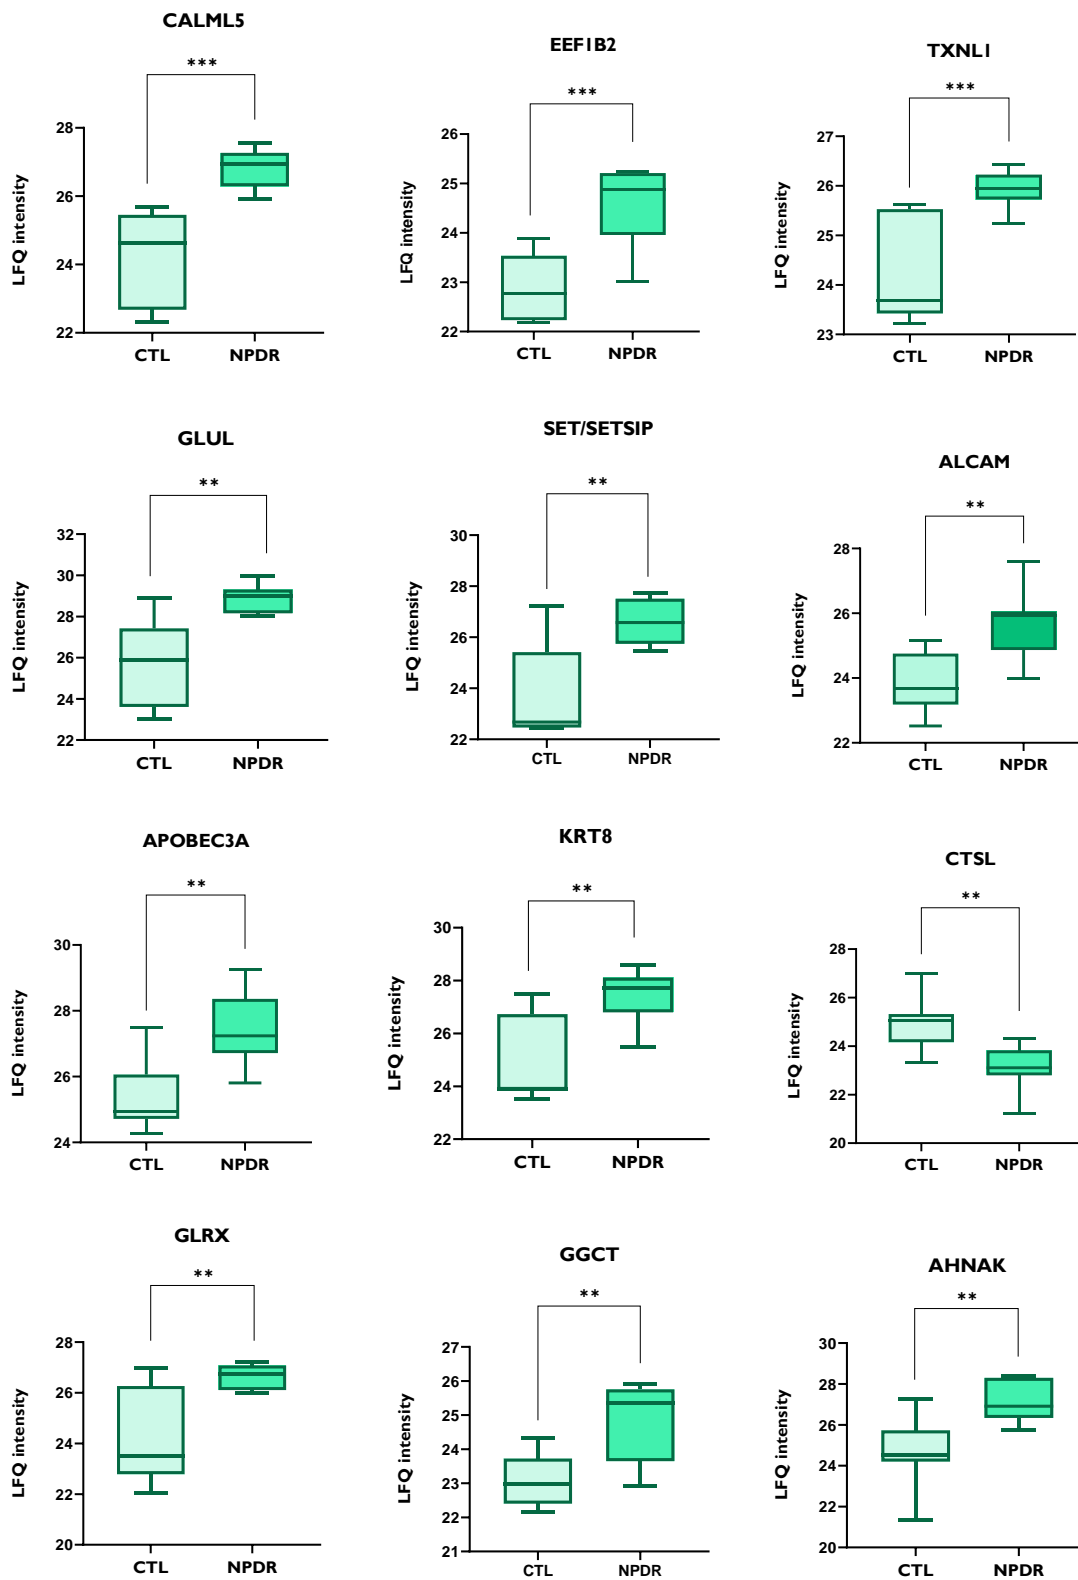 CALML5
***
LFQ intensity
28
26
24
22
CTL NPDR
EEF1B2
***
LFQ intensity
26
25
24
23
22
CTL NPDR
TXNL1
***
LFQ intensity
27
26
25
24
23
CTL NPDR
GLUL
**
LFQ intensity
32
30
28
26
24
22
CTL NPDR
SET/SETSIP
**
LFQ intensity
30
28
26
24
22
CTL NPDR
ALCAM
**
LFQ intensity
28
26
24
22
CTL NPDR
APOBEC3A
**
LFQ intensity
30
28
26
24
CTL NPDR
KRT8
**
LFQ intensity
30
28
26
24
22
CTL NPDR
CTSL
**
LFQ intensity
28
26
24
22
20
CTL NPDR
GLRX
**
LFQ intensity
28
26
24
22
20
CTL NPDR
GGCT
**
LFQ intensity
27
26
25
24
23
22
21
CTL NPDR
AHNAK
**
LFQ intensity
30
28
26
24
22
20
CTL NPDR